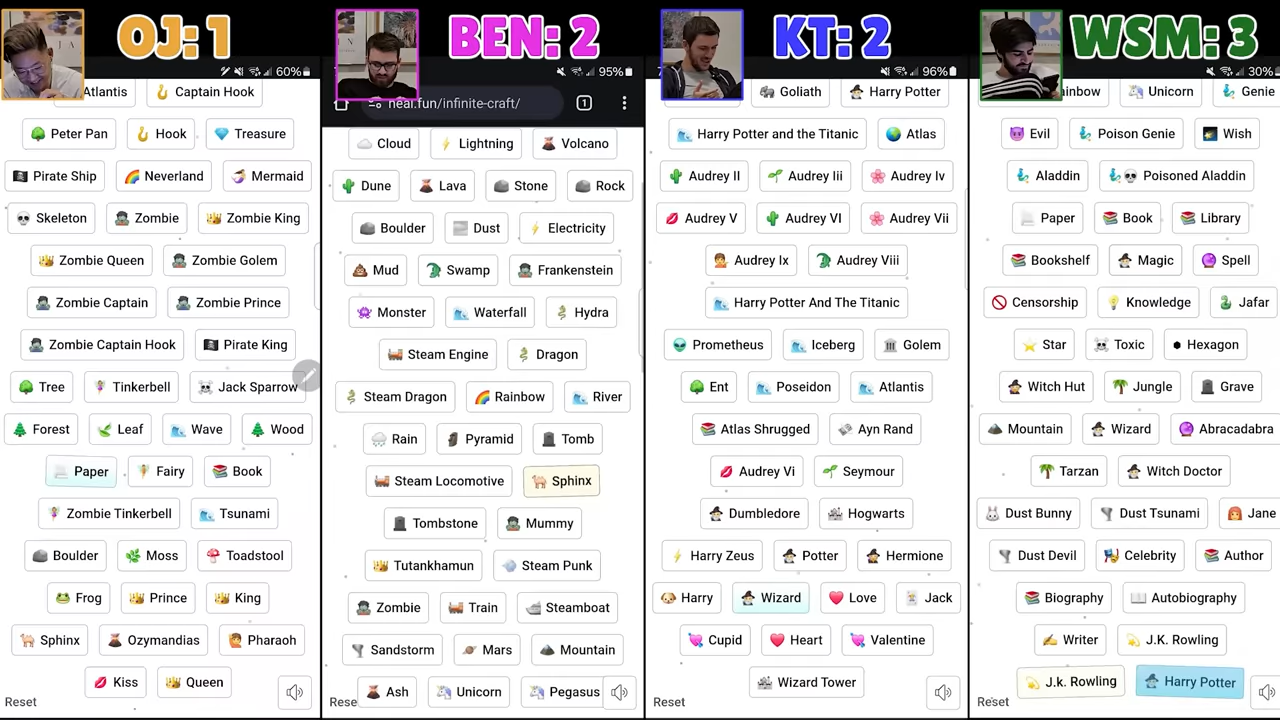 OJ: 1
60%
Atlantis Captain Hook
Peter Pan Hook Treasure
Pirate Ship Neverland Mermaid
Skeleton Zombie Zombie King
Zombie Queen Zombie Golem
Zombie Captain Zombie Prince
Zombie Captain Hook Pirate King
Tree Tinkerbell Jack Sparrow
Forest Leaf Wave Wood
Paper Fairy Book
Zombie Tinkerbell Tsunami
Boulder Moss Toadstool
Frog Prince King
Sphinx Ozymandias Pharaoh
Kiss Queen
Reset
BEN: 2
95%
neal.fun/infinite-craft/ 1
Cloud Lightning Volcano
Dune Lava Stone Rock
Boulder Dust Electricity
Mud Swamp Frankenstein
Monster Waterfall Hydra
Steam Engine Dragon
Steam Dragon Rainbow River
Rain Pyramid Tomb
Steam Locomotive Sphinx
Tombstone Mummy
Tutankhamun Steam Punk
Zombie Train Steamboat
Sandstorm Mars Mountain
Ash Unicorn Pegasus
Rese
KT: 2
96%
Goliath Harry Potter
Harry Potter and the Titanic Atlas
Audrey II Audrey Iii Audrey Iv
Audrey V Audrey VI Audrey Vii
Audrey Ix Audrey Viii
Harry Potter And The Titanic
Prometheus Iceberg Golem
Ent Poseidon Atlantis
Atlas Shrugged Ayn Rand
Audrey Vi Seymour
Dumbledore Hogwarts
Harry Zeus Potter Hermione
Harry Wizard Love Jack
Cupid Heart Valentine
Wizard Tower
Reset
WSM: 3
30%
inbow Unicorn Genie
Evil Poison Genie Wish
Aladdin Poisoned Aladdin
Paper Book Library
Bookshelf Magic Spell
Censorship Knowledge Jafar
Star Toxic Hexagon
Witch Hut Jungle Grave
Mountain Wizard Abracadabra
Tarzan Witch Doctor
Dust Bunny Dust Tsunami Jane
Dust Devil Celebrity Author
Biography Autobiography
Writer J.K. Rowling
J.k. Rowling Harry Potter
Reset